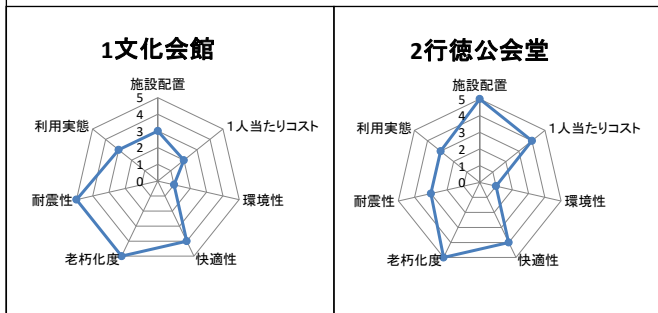 1文化会館
施設配置
5
4
3
2
1
0
1人当たりコスト
環境性
快適性
老朽化度
耐震性
利用実態
2行徳公会堂
施設配置
5
4
3
2
1
0
1人当たりコスト
環境性
快適性
老朽化度
耐震性
利用実態